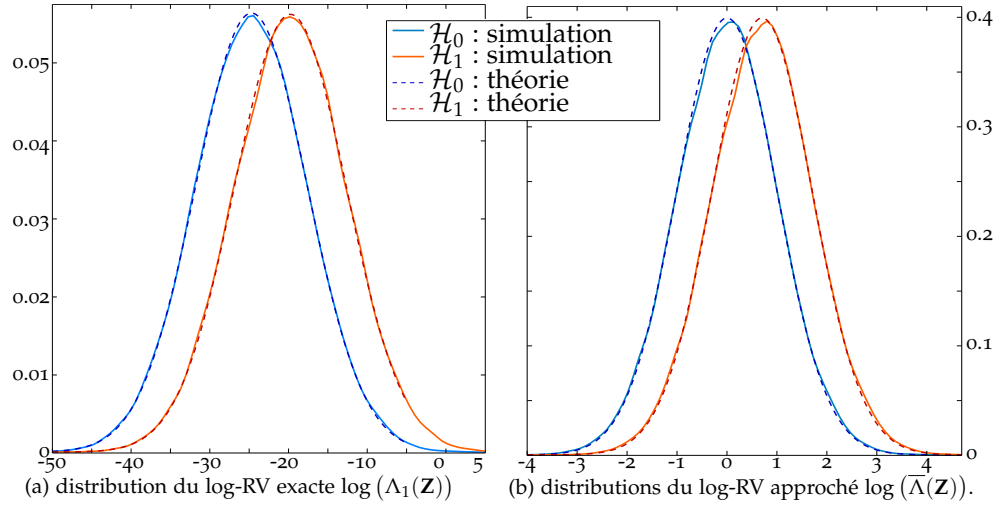 ℋ₀ : simulation
ℋ₁ : simulation
ℋ₀ : théorie
ℋ₁ : théorie
0.05
0.04
0.03
0.02
0.01
0
-50 -40 -30 -20 -10 0 5
0.4
0.3
0.2
0.1
0
-4 -3 -2 -1 0 1 2 3 4
(a) distribution du log-RV exacte log (Λ₁(Z))
(b) distributions du log-RV approché log (Λ̅(Z)).